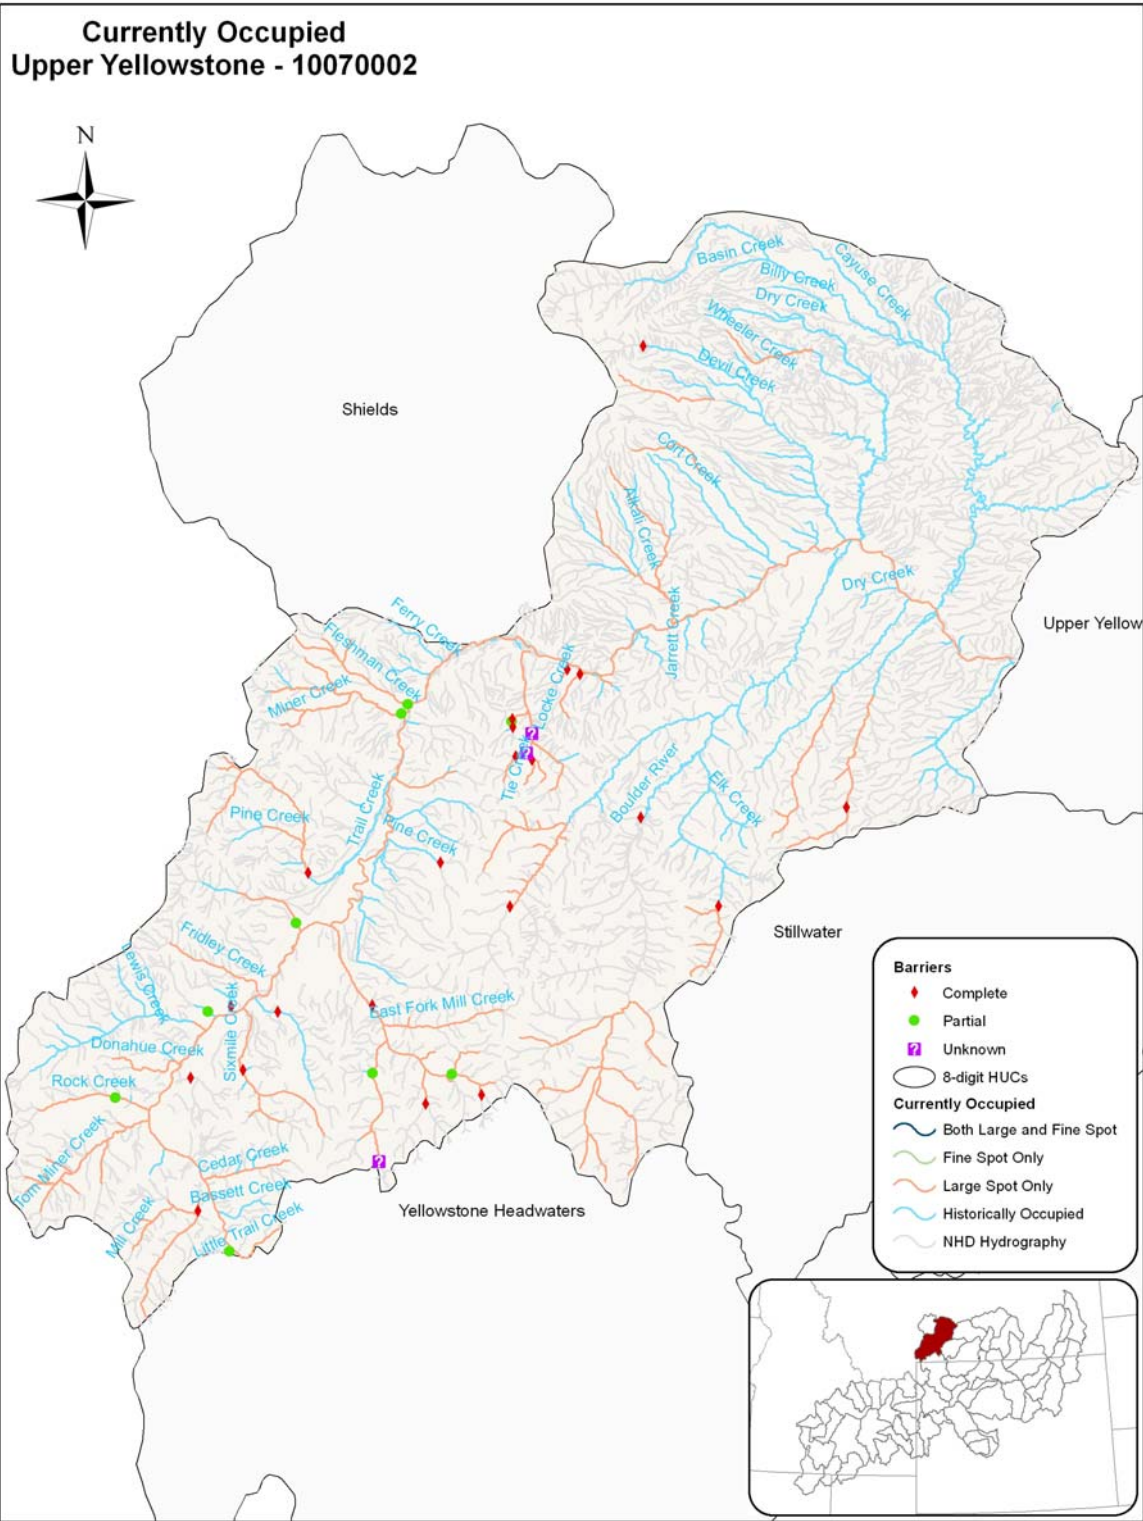 Currently Occupied
Upper Yellowstone - 10070002
N
Basin Creek
Cayuse Creek
Billy Creek
Dry Creek
Wheeler Creek
Devil Creek
Shields
Cort Creek
Alkali Creek
Dry Creek
Jarrett Creek
Ferry Creek
Upper Yellow
Fleshman Creek
Locke Creek
Miner Creek
Tie Creek
Boulder River
Elk Creek
Trail Creek
Pine Creek
Pine Creek
Stillwater
Fridley Creek
Lewis Creek
East Fork Mill Creek
Sixmile Creek
Donahue Creek
Rock Creek
Tom Miner Creek
Cedar Creek
Bassett Creek
Mill Creek
Little Trail Creek
Yellowstone Headwaters
Barriers
Complete
Partial
? Unknown
8-digit HUCs
Currently Occupied
Both Large and Fine Spot
Fine Spot Only
Large Spot Only
Historically Occupied
NHD Hydrography